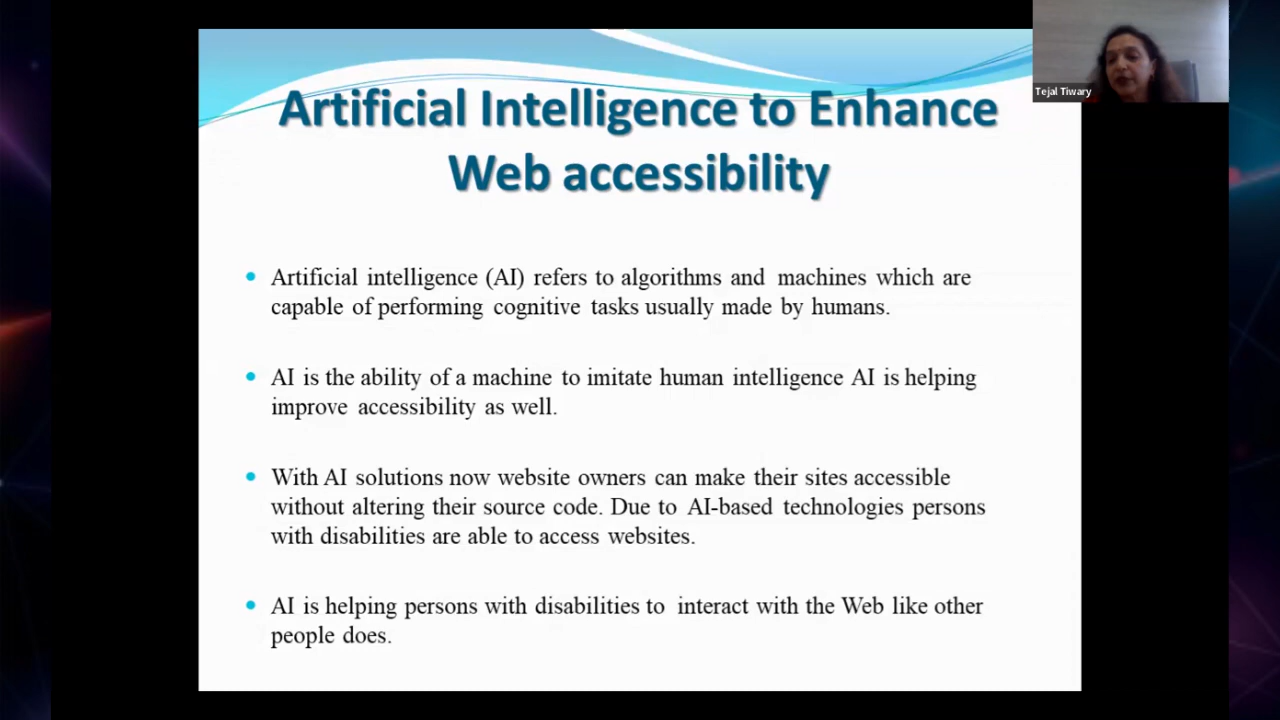 Artificial Intelligence to Enhance
Web accessibility
Tejal Tiwary
Artificial intelligence (AI) refers to algorithms and machines which are
capable of performing cognitive tasks usually made by humans.
AI is the ability of a machine to imitate human intelligence AI is helping
improve accessibility as well.
With AI solutions now website owners can make their sites accessible
without altering their source code. Due to AI-based technologies persons
with disabilities are able to access websites.
AI is helping persons with disabilities to interact with the Web like other
people does.